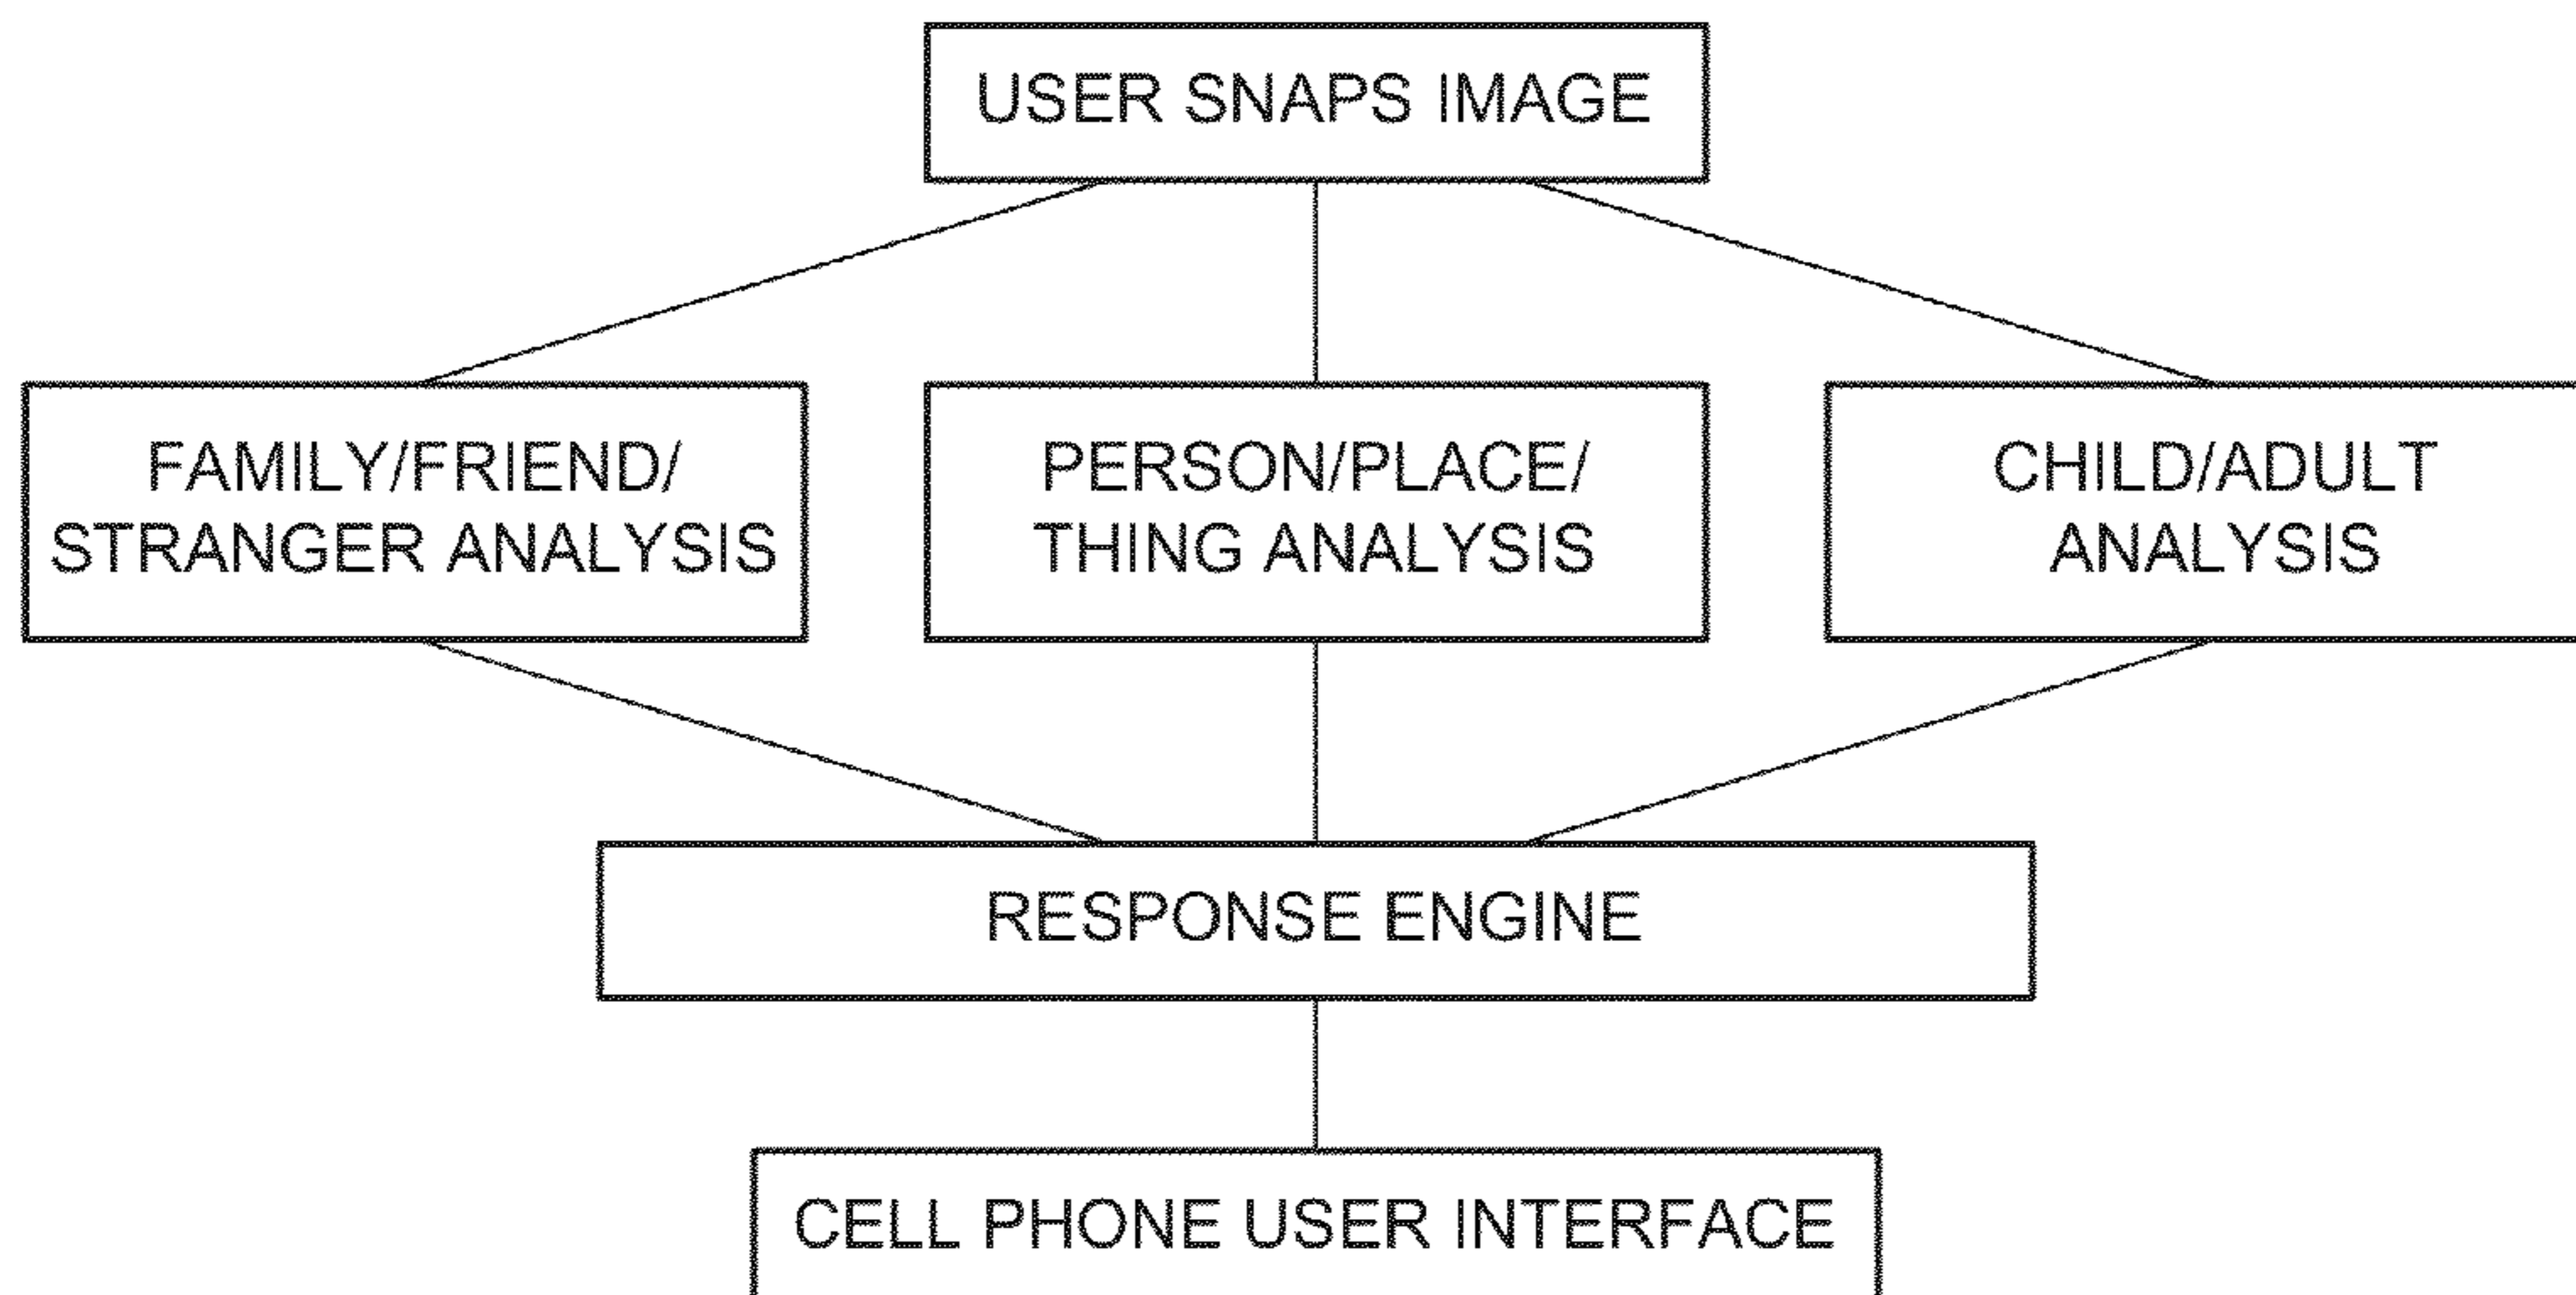 USER SNAPS IMAGE
FAMILY/FRIEND/
STRANGER ANALYSIS
PERSON/PLACE/
THING ANALYSIS
CHILD/ADULT
ANALYSIS
RESPONSE ENGINE
CELL PHONE USER INTERFACE